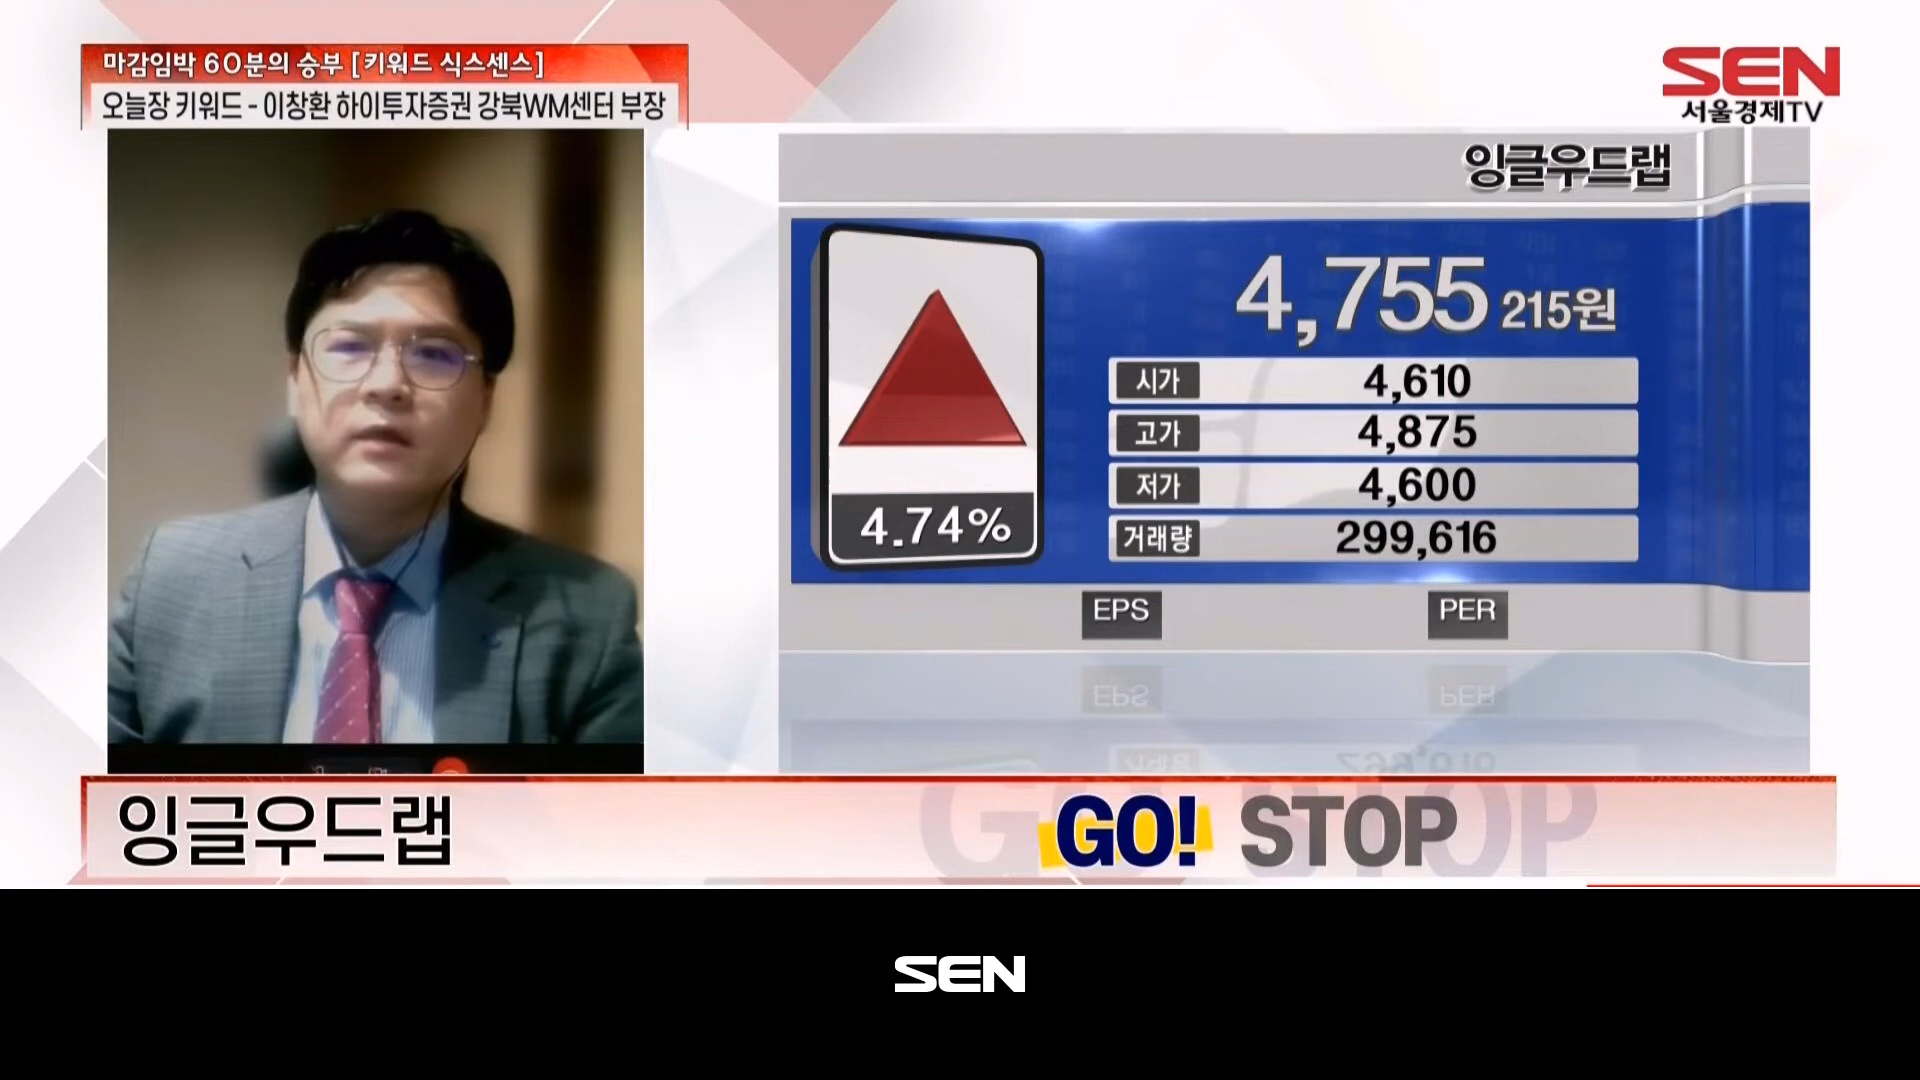 마감임박 60분의 승부 [키워드 식스센스]
오늘장 키워드 - 이창환 하이투자증권 강북WM센터 부장
SEN
서울경제TV
잉글우드랩
4,755 215원
4.74%
시가 4,610
고가 4,875
저가 4,600
거래량 299,616
EPS PER
잉글우드랩 GO! STOP
SEN